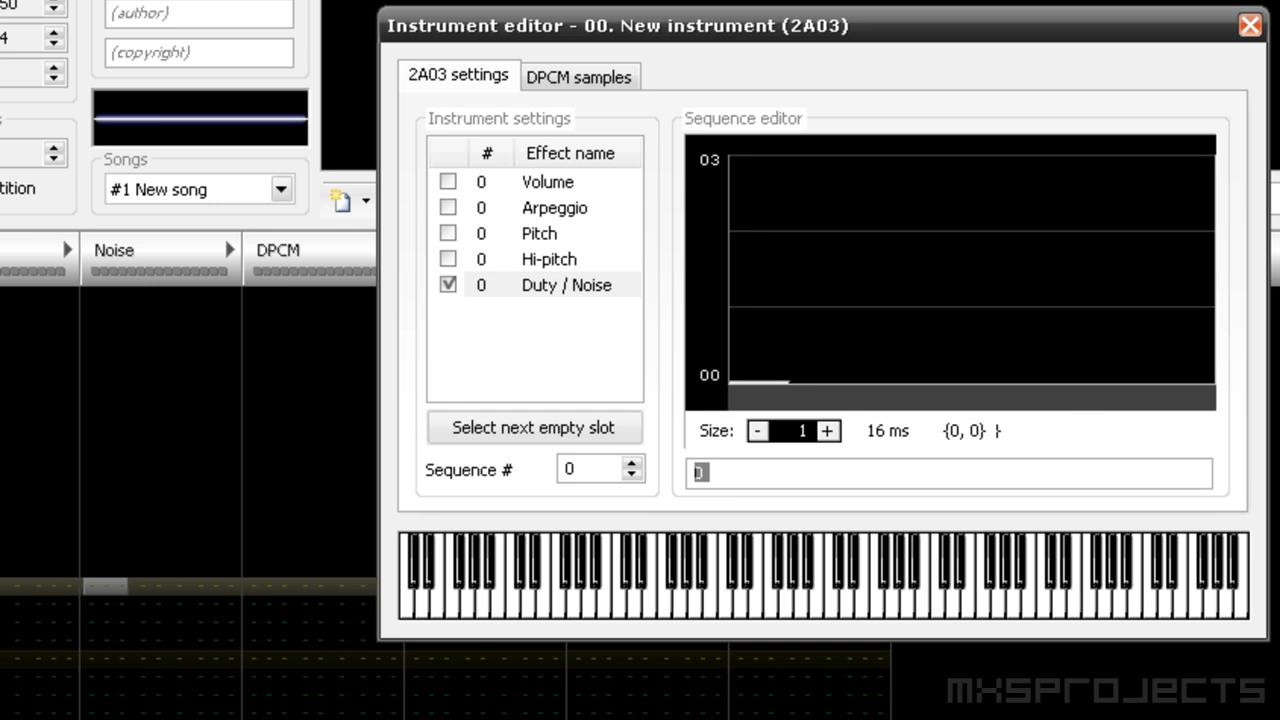 50
(author)
4
(copyright)
Songs
tition
#1 New song
Noise
DPCM
Instrument editor - 00. New instrument (2A03)
2A03 settings
DPCM samples
Instrument settings
# Effect name
0 Volume
0 Arpeggio
0 Pitch
0 Hi-pitch
0 Duty / Noise
Select next empty slot
Sequence # 0
Sequence editor
03
00
Size: - 1 + 16 ms {0, 0} }
0
mxsprojects